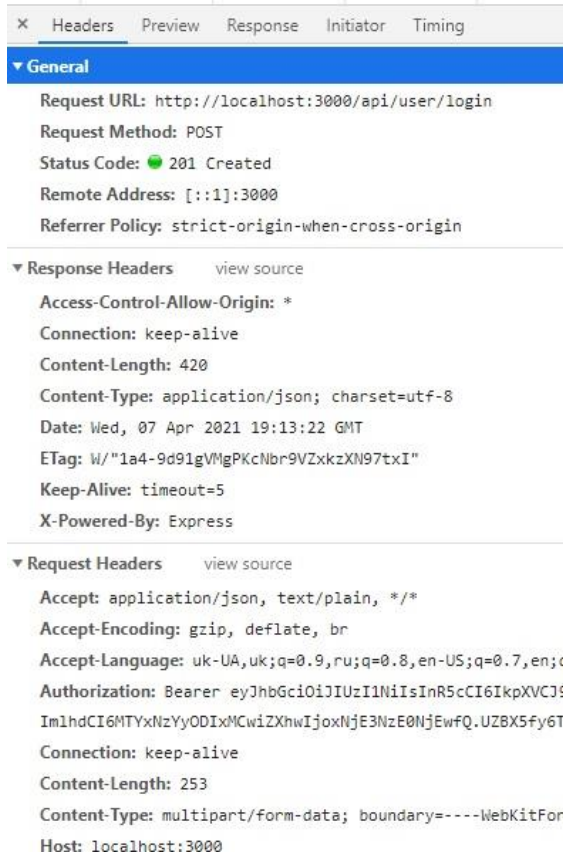 × Headers Preview Response Initiator Timing
▼ General
Request URL: http://localhost:3000/api/user/login
Request Method: POST
Status Code: 201 Created
Remote Address: [::1]:3000
Referrer Policy: strict-origin-when-cross-origin
▼ Response Headers view source
Access-Control-Allow-Origin: *
Connection: keep-alive
Content-Length: 420
Content-Type: application/json; charset=utf-8
Date: Wed, 07 Apr 2021 19:13:22 GMT
ETag: W/"1a4-9d91gVMgPKcNbr9VZxkzXN97txI"
Keep-Alive: timeout=5
X-Powered-By: Express
▼ Request Headers view source
Accept: application/json, text/plain, */*
Accept-Encoding: gzip, deflate, br
Accept-Language: uk-UA,uk;q=0.9,ru;q=0.8,en-US;q=0.7,en;
Authorization: Bearer eyJhbGciOiJIUzI1NiIsInR5cCI6IkpXVCJ9
ImlhdCI6MTYxNzYyODIxMCwiZXhwIjoxNjE3NzE0NjEwfQ.UZBX5fy6T
Connection: keep-alive
Content-Length: 253
Content-Type: multipart/form-data; boundary=----WebKitFor
Host: localhost:3000